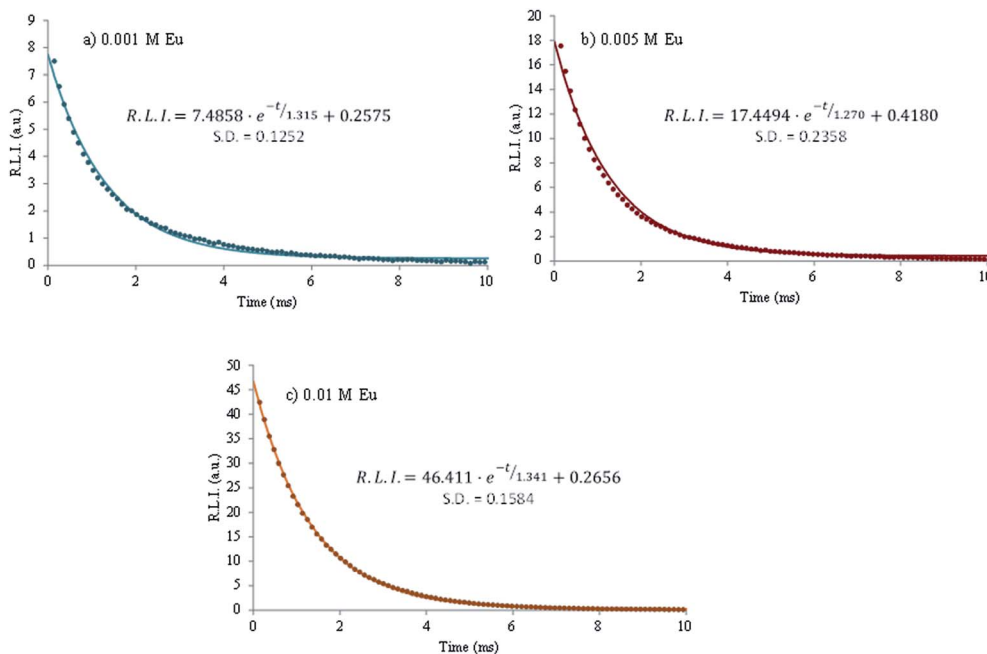 a) 0.001 M Eu
R.L.I. = 7.4858 · e^{−t/1.315} + 0.2575
S.D. = 0.1252
R.L.I. (a.u.)
9
8
7
6
5
4
3
2
1
0
0 2 4 6 8 10
Time (ms)
b) 0.005 M Eu
R.L.I. = 17.4494 · e^{−t/1.270} + 0.4180
S.D. = 0.2358
R.L.I. (a.u.)
20
18
16
14
12
10
8
6
4
2
0
0 2 4 6 8 10
Time (ms)
c) 0.01 M Eu
R.L.I. = 46.411 · e^{−t/1.341} + 0.2656
S.D. = 0.1584
R.L.I. (a.u.)
50
45
40
35
30
25
20
15
10
5
0
0 2 4 6 8 10
Time (ms)